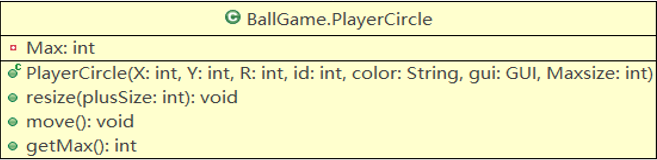 BallGame.PlayerCircle
Max: int
PlayerCircle(X: int, Y: int, R: int, id: int, color: String, gui: GUI, Maxsize: int)
resize(plusSize: int): void
move(): void
getMax(): int